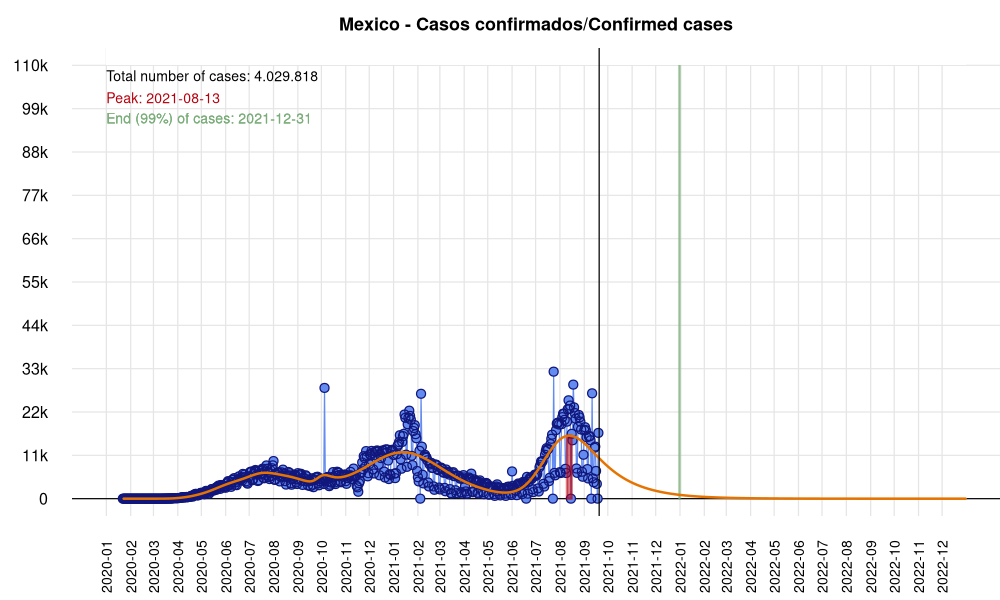 Mexico - Casos confirmados/Confirmed cases
110k
99k
88k
77k
66k
55k
44k
33k
22k
11k
0
Total number of cases: 4.029.818
Peak: 2021-08-13
End (99%) of cases: 2021-12-31
2020-01
2020-02
2020-03
2020-04
2020-05
2020-06
2020-07
2020-08
2020-09
2020-10
2020-11
2020-12
2021-01
2021-02
2021-03
2021-04
2021-05
2021-06
2021-07
2021-08
2021-09
2021-10
2021-11
2021-12
2022-01
2022-02
2022-03
2022-04
2022-05
2022-06
2022-07
2022-08
2022-09
2022-10
2022-11
2022-12